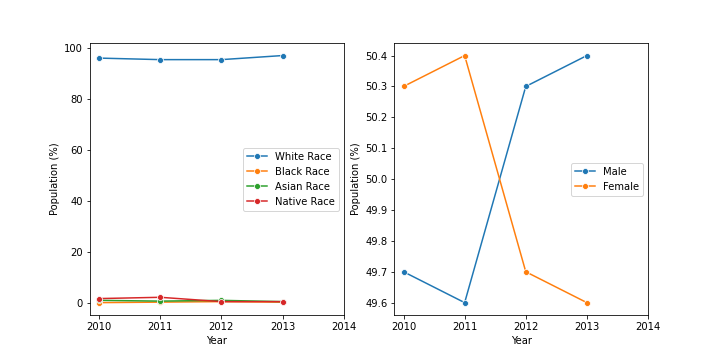 100
80
60
40
20
0
Population (%)
White Race
Black Race
Asian Race
Native Race
2010 2011 2012 2013 2014
Year
50.4
50.3
50.2
50.1
50.0
49.9
49.8
49.7
49.6
Population (%)
Male
Female
2010 2011 2012 2013 2014
Year